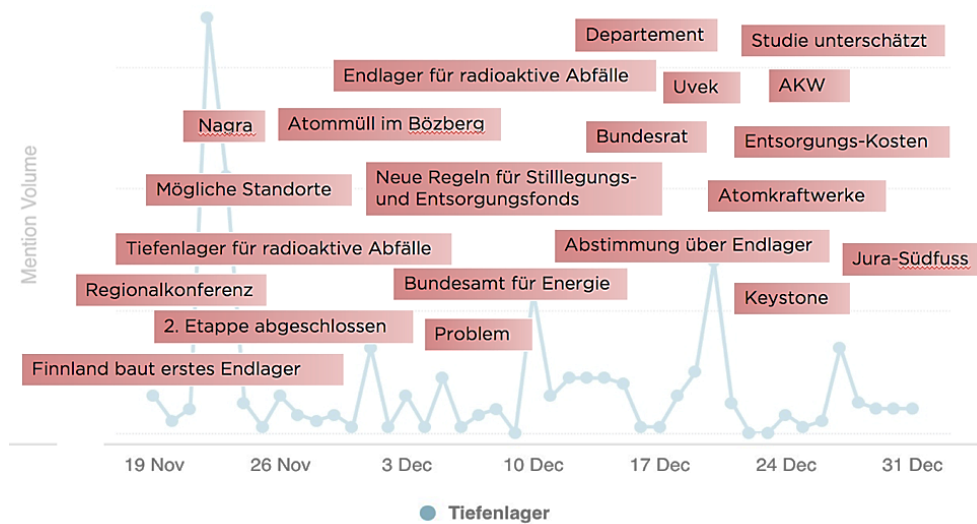 Departement
Studie unterschätzt
Endlager für radioaktive Abfälle
Uvek
AKW
Nagra
Atommüll im Bözberg
Bundesrat
Entsorgungs-Kosten
Mögliche Standorte
Neue Regeln für Stilllegungs-
und Entsorgungsfonds
Atomkraftwerke
Tiefenlager für radioaktive Abfälle
Abstimmung über Endlager
Jura-Südfuss
Regionalkonferenz
Bundesamt für Energie
Keystone
2. Etappe abgeschlossen
Problem
Finnland baut erstes Endlager
Mention Volume
19 Nov
26 Nov
3 Dec
10 Dec
17 Dec
24 Dec
31 Dec
Tiefenlager